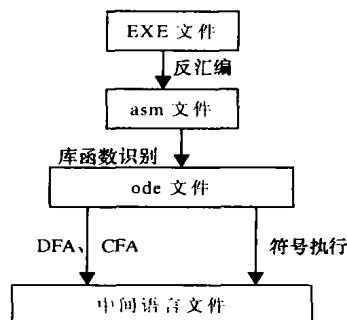 EXE 文件
反汇编
asm 文件
库函数识别
ode 文件
DFA、 CFA 符号执行
中间语言文件